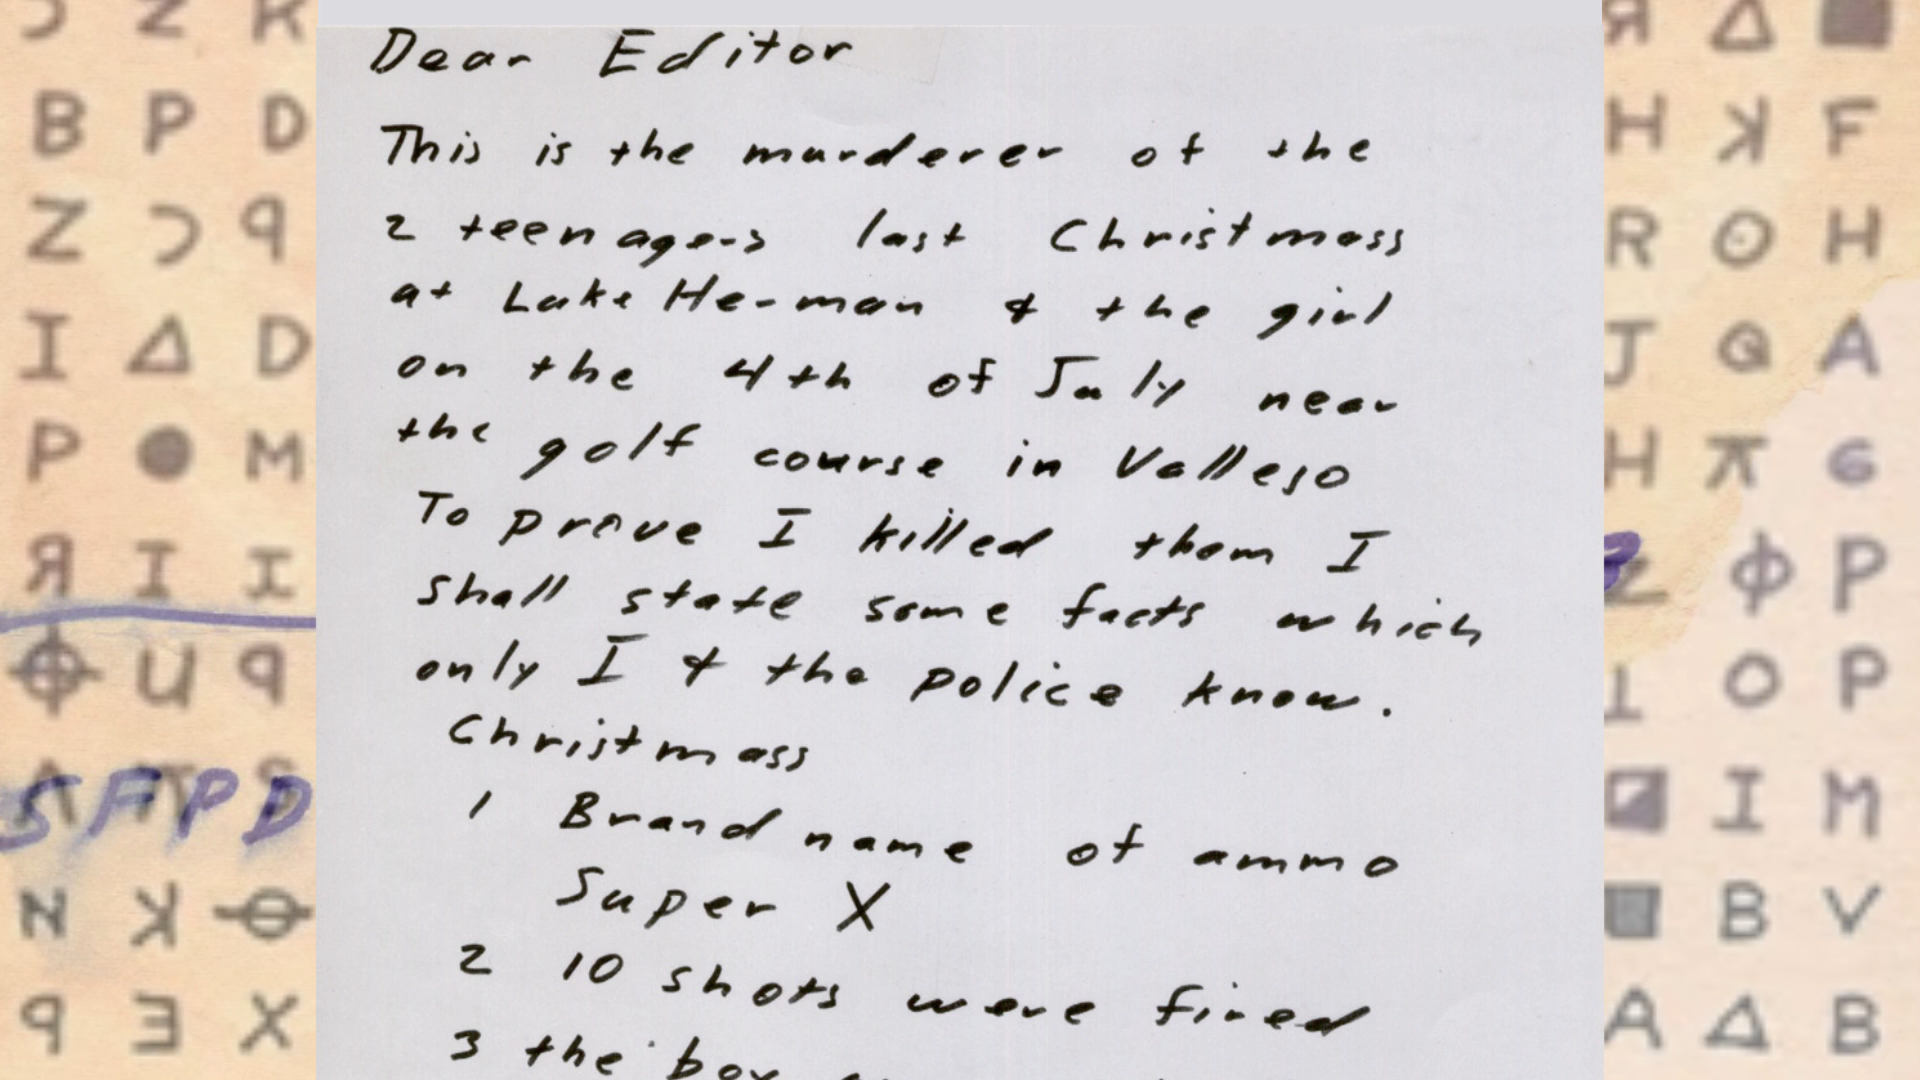 Dear Editor
This is the murderer of the
2 teenagers last Christmass
at Lake Herman & the girl
on the 4th of July near
the golf course in Vallejo
To prove I killed them I
shall state some facts which
only I & the police know.
Christmass
1 Brand name of ammo
Super X
2 10 shots were fired
3 the boy
SFPD